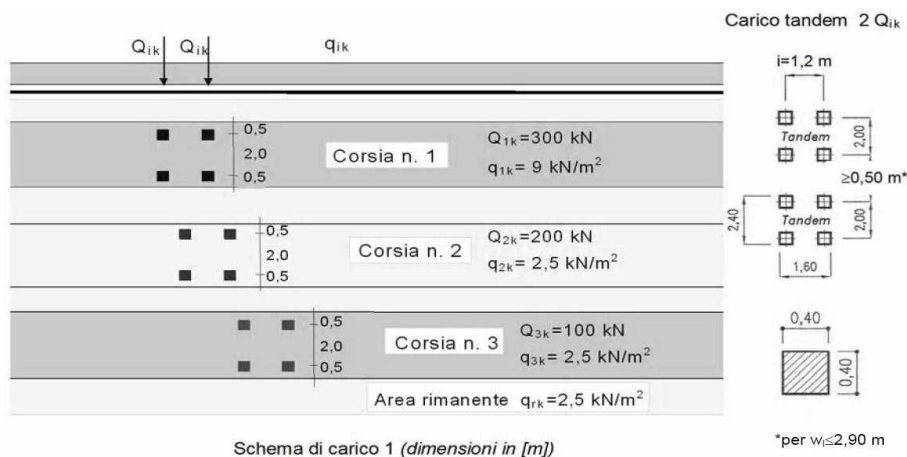 Carico tandem 2 Qik
Qik Qik qik
i=1,2 m
0,5
2,0
0,5
Corsia n. 1
Q1k=300 kN
q1k= 9 kN/m²
Tandem
2,00
≥0,50 m*
0,5
2,0
0,5
Corsia n. 2
Q2k=200 kN
q2k= 2,5 kN/m²
2,40
Tandem
2,00
1,60
0,5
2,0
0,5
Corsia n. 3
Q3k=100 kN
q3k= 2,5 kN/m²
0,40
0,40
Area rimanente qrk=2,5 kN/m²
*per wl≤2,90 m
Schema di carico 1 (dimensioni in [m])